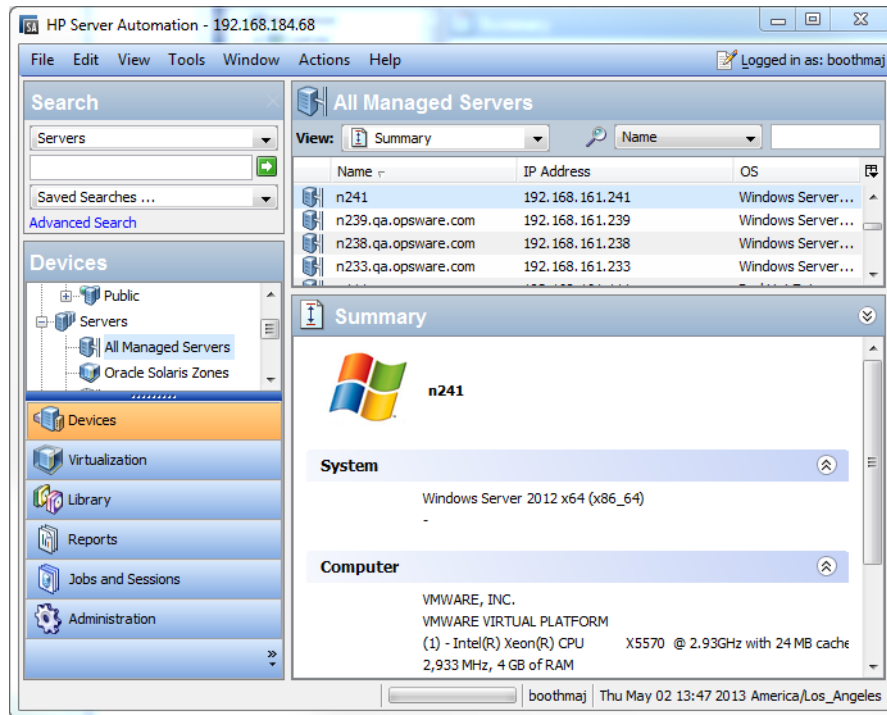 SA HP Server Automation - 192.168.184.68
File Edit View Tools Window Actions Help Logged in as: boothmaj
Search
Servers
Saved Searches ...
Advanced Search
Devices
Public
Servers
All Managed Servers
Oracle Solaris Zones
Devices
Virtualization
Library
Reports
Jobs and Sessions
Administration
All Managed Servers
View: Summary Name
Name IP Address OS
n241 192.168.161.241 Windows Server...
n239.qa.opsware.com 192.168.161.239 Windows Server...
n238.qa.opsware.com 192.168.161.238 Windows Server...
n233.qa.opsware.com 192.168.161.233 Windows Server...
Summary
n241
System
Windows Server 2012 x64 (x86_64)
-
Computer
VMWARE, INC.
VMWARE VIRTUAL PLATFORM
(1) - Intel(R) Xeon(R) CPU X5570 @ 2.93GHz with 24 MB cache
2,933 MHz, 4 GB of RAM
boothmaj Thu May 02 13:47 2013 America/Los_Angeles